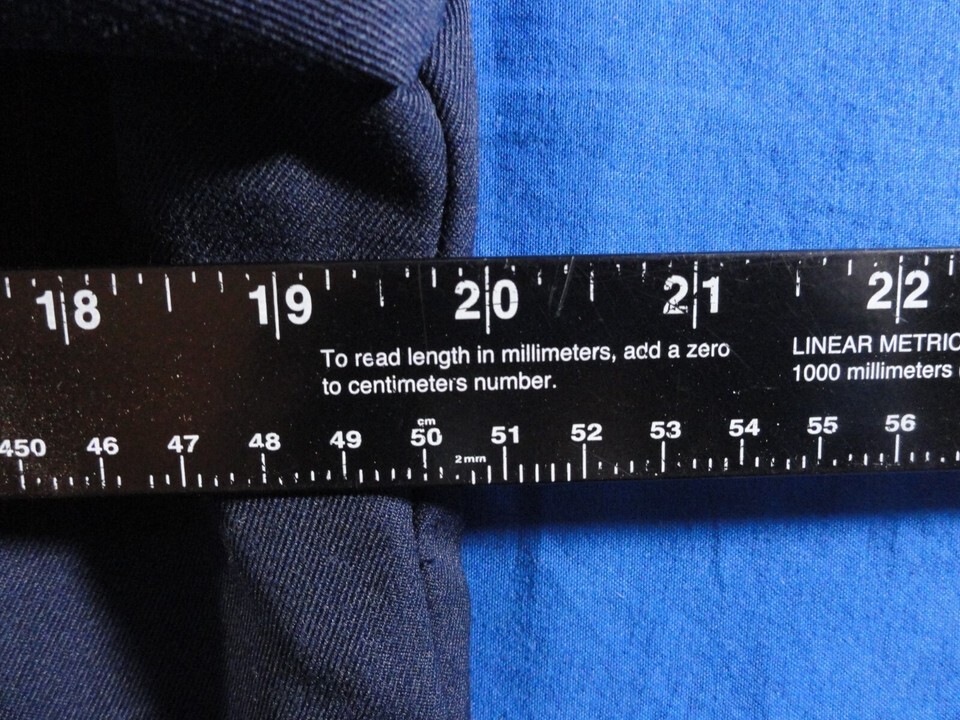 18 19 20 21 22
To read length in millimeters, add a zero
to centimeters number.
LINEAR METRIC
1000 millimeters
cm
450 46 47 48 49 50 51 52 53 54 55 56
2mm